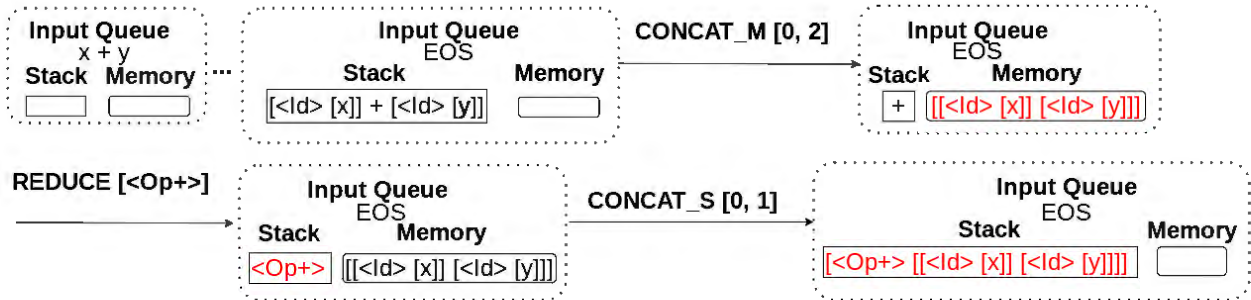 Input Queue
x + y
Stack Memory
...
Input Queue
EOS
Stack Memory
[<Id> [x]] + [<Id> [y]]
CONCAT_M [0, 2]
Input Queue
EOS
Stack Memory
+ [[<Id> [x]] [<Id> [y]]]
REDUCE [<Op+>]
Input Queue
EOS
Stack Memory
<Op+> [[<Id> [x]] [<Id> [y]]]
CONCAT_S [0, 1]
Input Queue
EOS
Stack Memory
[<Op+> [[<Id> [x]] [<Id> [y]]]]